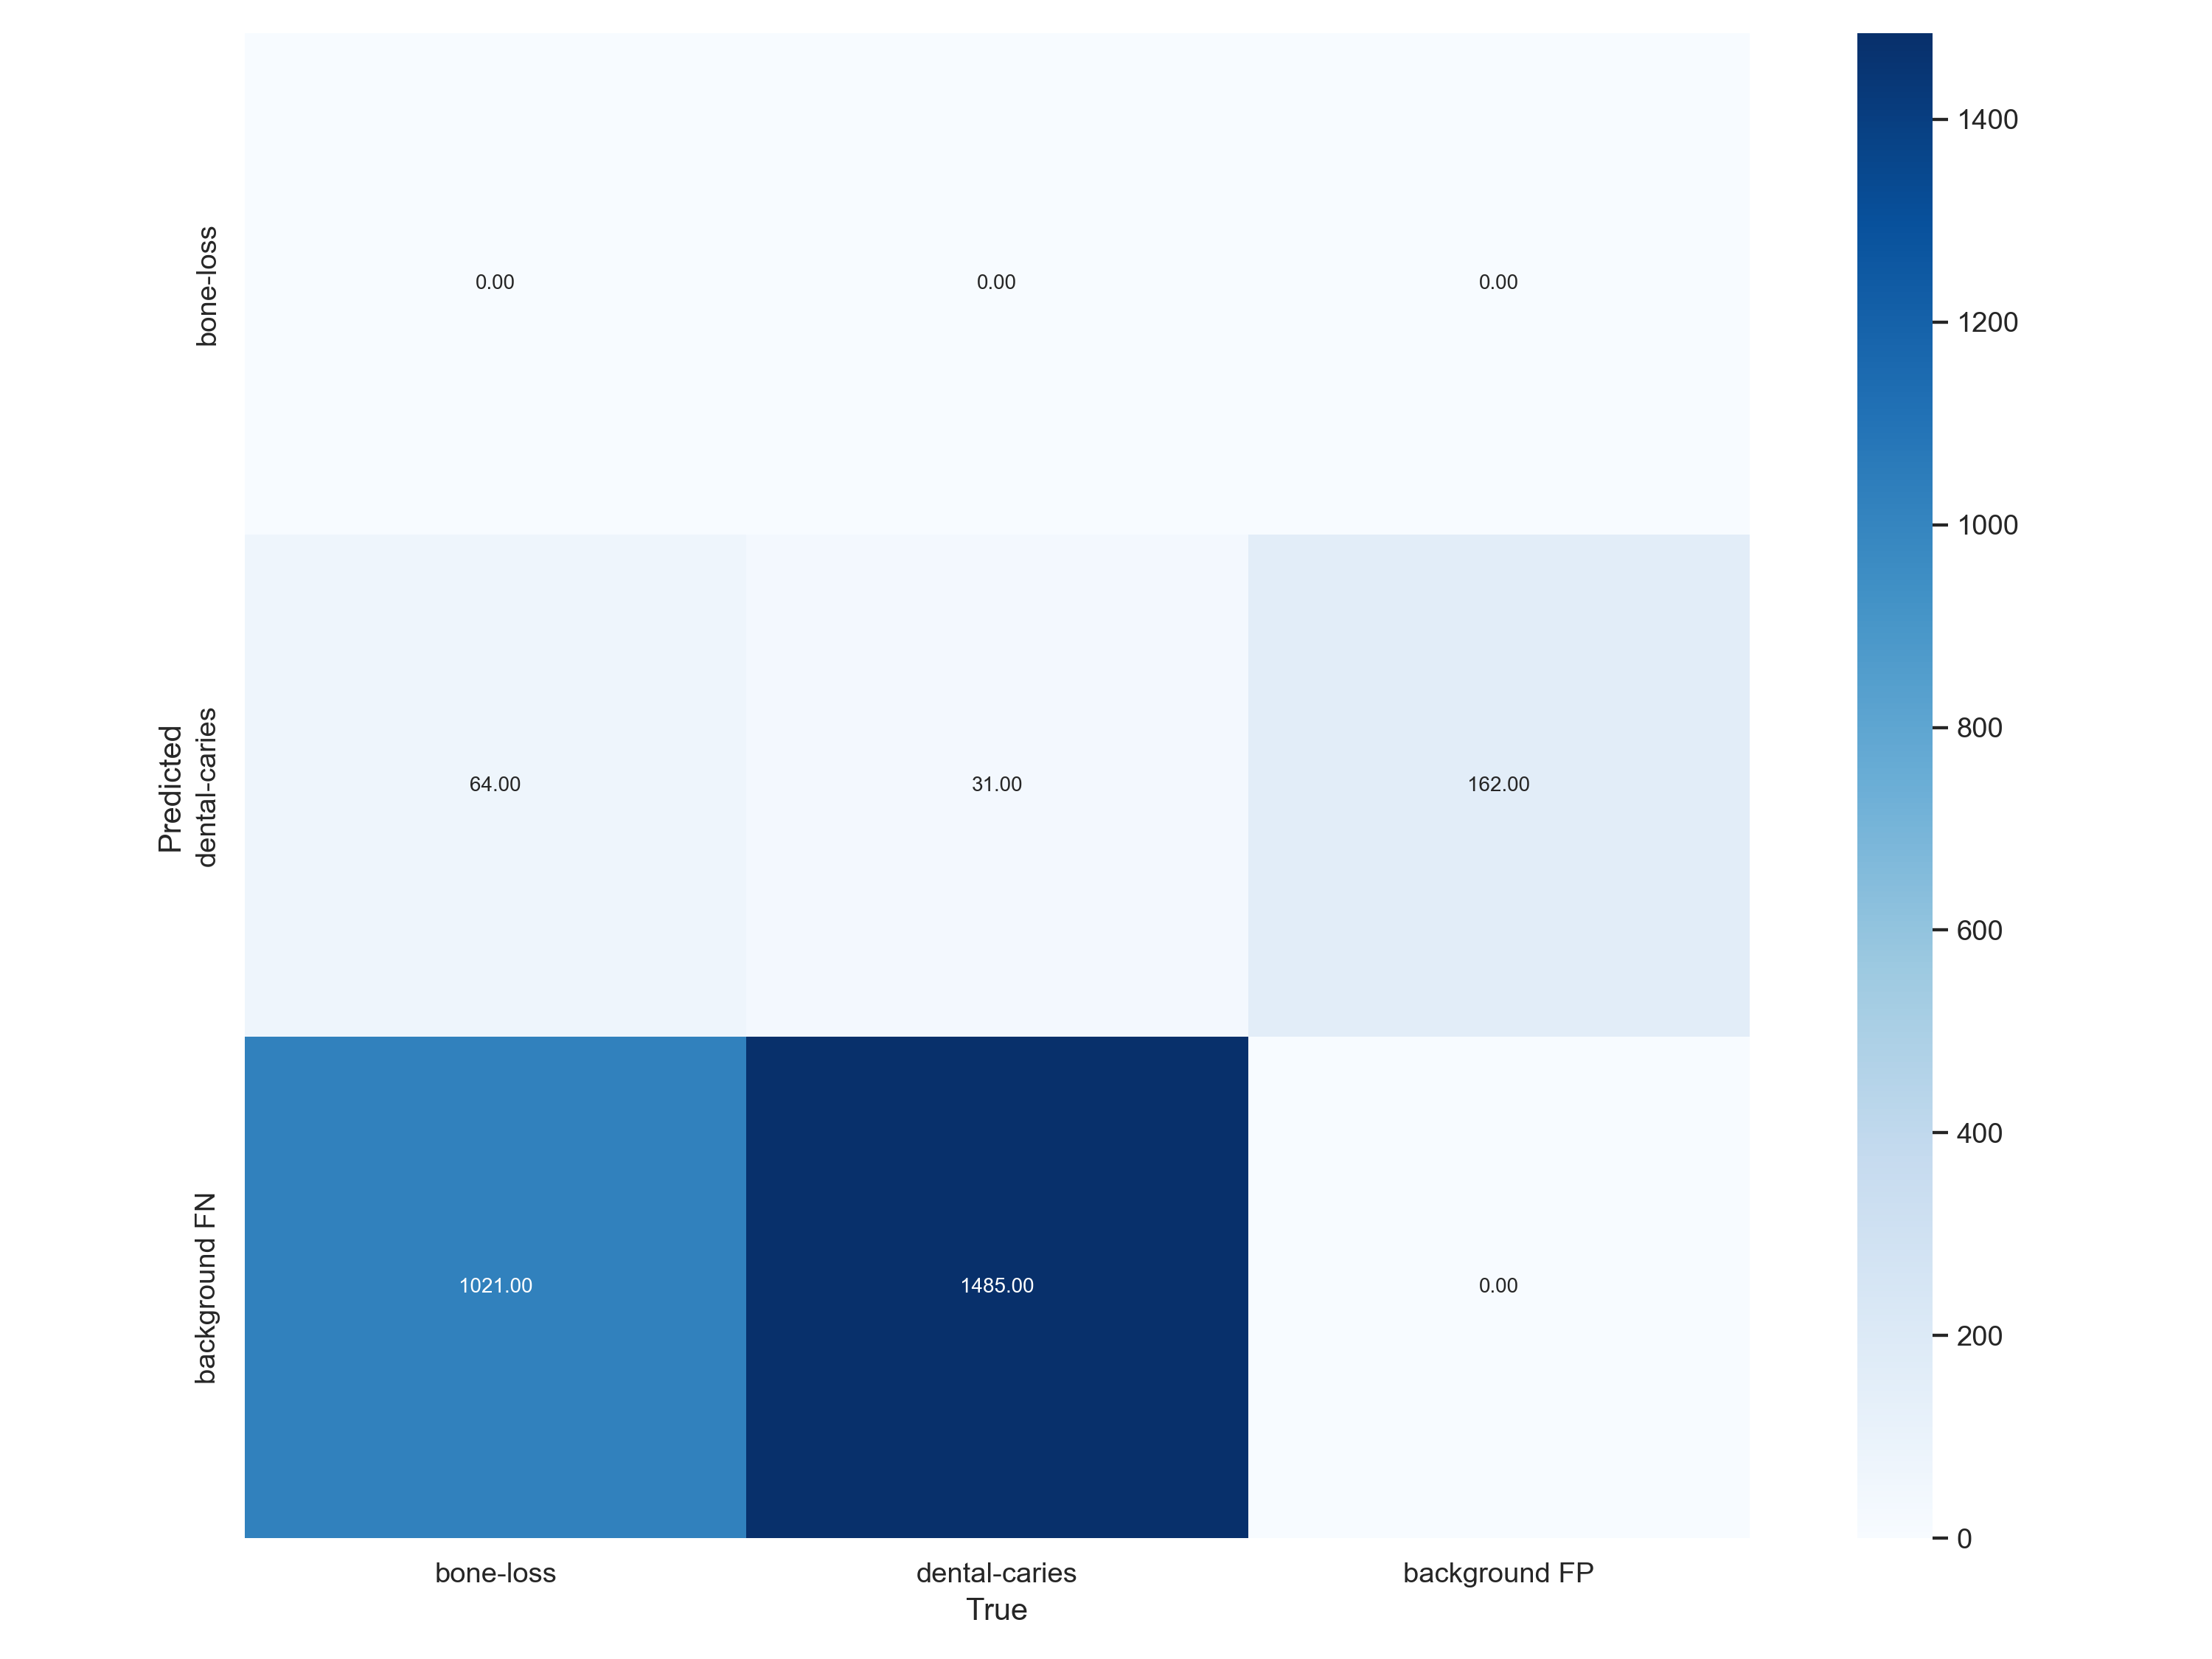 bone-loss
0.00 0.00 0.00
Predicted
dental-caries
64.00 31.00 162.00
background FN
1021.00 1485.00 0.00
bone-loss dental-caries background FP
True
1400
1200
1000
800
600
400
200
0